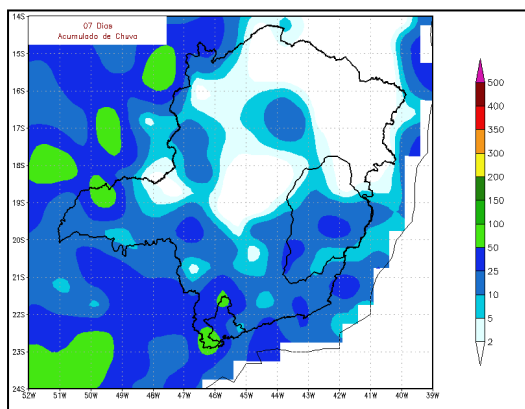 07 Dias
Acumulado de Chuva
14S
15S
16S
17S
18S
19S
20S
21S
22S
23S
24S
52W 51W 50W 49W 48W 47W 46W 45W 44W 43W 42W 41W 40W 39W
500
400
350
300
200
150
100
50
25
10
5
2